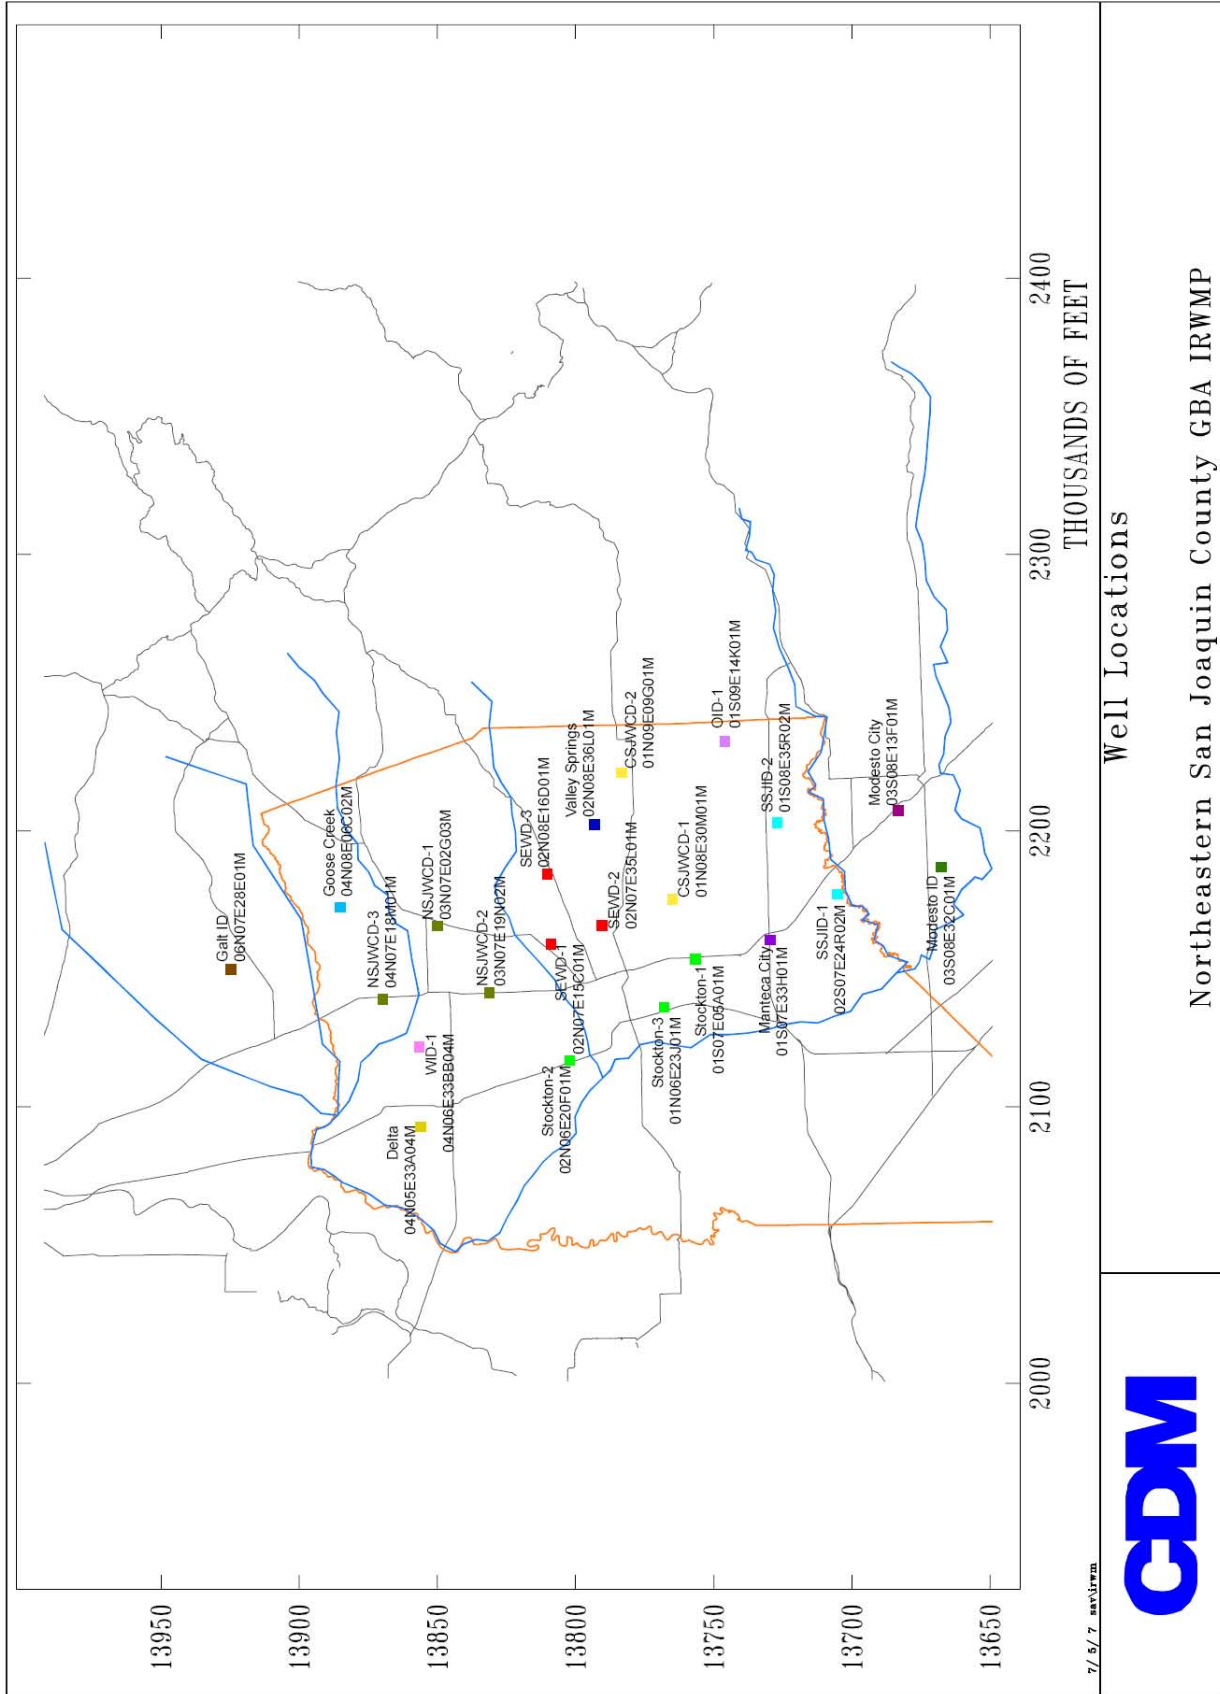 Galt ID
06N07E28E01M
Goose Creek
04N08E06C02M
NSJWCD-3
04N07E18M01M
NSJWCD-1
03N07E02G03M
WID-1
04N06E33BB04M
Delta
04N05E33A04M
NSJWCD-2
03N07E19N02M
SEWD-3
02N08E16D01M
SEWD-1
02N07E15C01M
Stockton-2
02N06E20F01M
Valley Springs
02N08E36L01M
SEWD-2
02N07E35L01M
CSJWCD-2
01N09E09G01M
CSJWCD-1
01N08E30M01M
Stockton-3
01N06E23J01M
Stockton-1
01S07E05A01M
OID-1
01S09E14K01M
SSJID-2
01S08E35R02M
Manteca City
01S07E33H01M
SSJID-1
02S07E24R02M
Modesto City
03S08E13F01M
Modesto ID
03S08E32C01M
13950
13900
13850
13800
13750
13700
13650
2000
2100
2200
2300
2400
THOUSANDS OF FEET
7/ 5/ 7 sav\irwm
Well Locations
CDM
Northeastern San Joaquin County GBA IRWMP